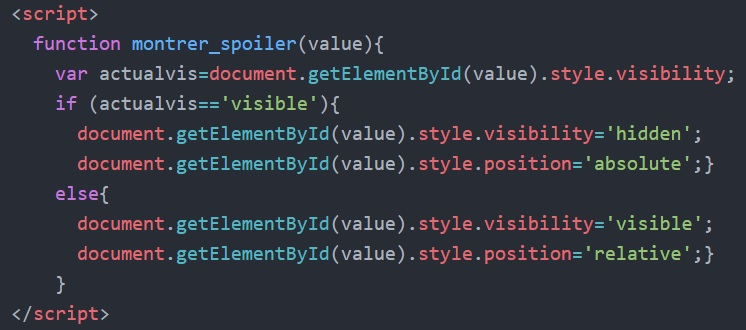 <script>
  function montrer_spoiler(value){
    var actualvis=document.getElementById(value).style.visibility;
    if (actualvis=='visible'){
      document.getElementById(value).style.visibility='hidden';
      document.getElementById(value).style.position='absolute';}
    else{
      document.getElementById(value).style.visibility='visible';
      document.getElementById(value).style.position='relative';}
    }
</script>